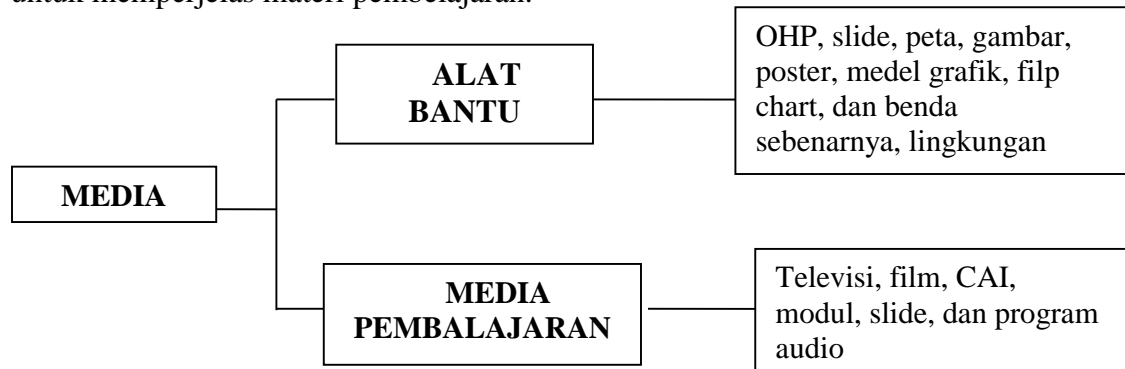 untuk memperjelas materi pembelajaran.
OHP, slide, peta, gambar,
poster, medel grafik, filp
chart, dan benda
sebenarnya, lingkungan
ALAT
BANTU
MEDIA
MEDIA
PEMBALAJARAN
Televisi, film, CAI,
modul, slide, dan program
audio